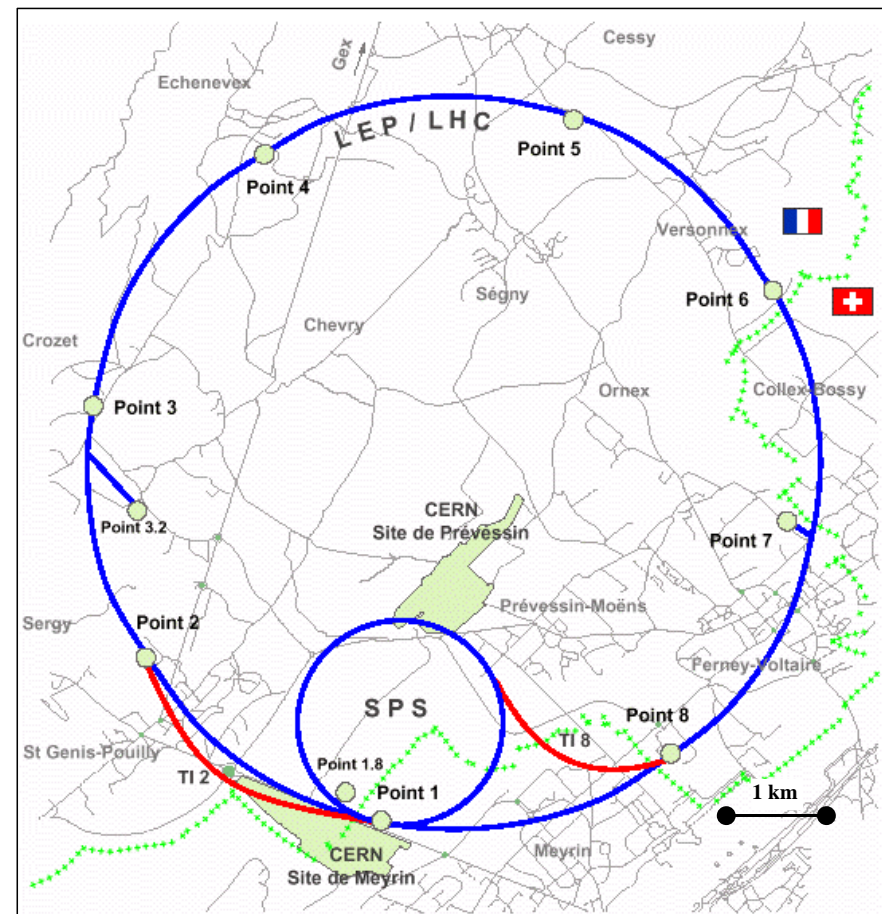 Cessy
Gex
Echenevex
LEP / LHC
Point 5
Point 4
Versonnex
Point 6
Ségny
Chevry
Crozet
Ornex
Collex-Bossy
Point 3
CERN
Site de Prévessin
Point 3.2
Point 7
Prévessin-Moëns
Sergy
Point 2
Ferney-Voltaire
SPS
Point 8
TI 8
St Genis-Pouilly
TI 2
Point 1.8
1 km
Point 1
CERN
Site de Meyrin
Meyrin